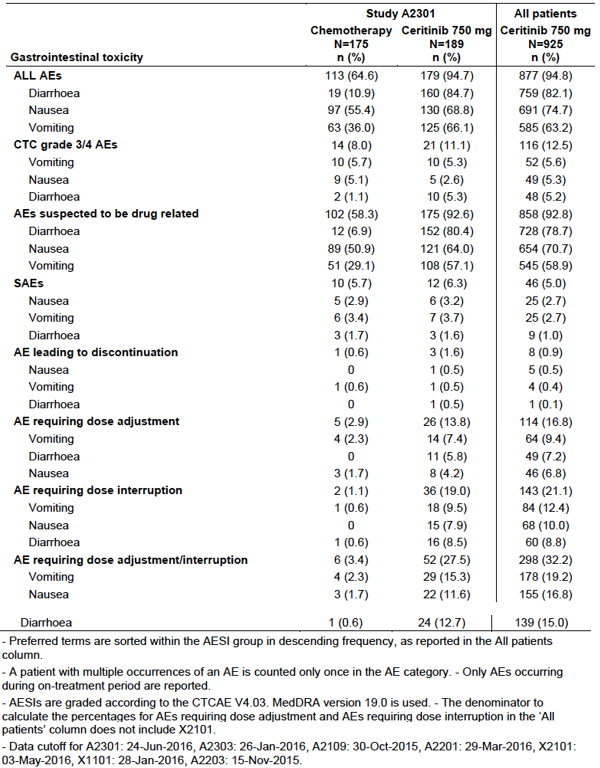 Study A2301 All patients
Chemotherapy Ceritinib 750 mg Ceritinib 750 mg
N=175 N=189 N=925
Gastrointestinal toxicity n (%) n (%) n (%)
ALL AEs 113 (64.6) 179 (94.7) 877 (94.8)
Diarrhoea 19 (10.9) 160 (84.7) 759 (82.1)
Nausea 97 (55.4) 130 (68.8) 691 (74.7)
Vomiting 63 (36.0) 125 (66.1) 585 (63.2)
CTC grade 3/4 AEs 14 (8.0) 21 (11.1) 116 (12.5)
Vomiting 10 (5.7) 10 (5.3) 52 (5.6)
Nausea 9 (5.1) 5 (2.6) 49 (5.3)
Diarrhoea 2 (1.1) 10 (5.3) 48 (5.2)
AEs suspected to be drug related 102 (58.3) 175 (92.6) 858 (92.8)
Diarrhoea 12 (6.9) 152 (80.4) 728 (78.7)
Nausea 89 (50.9) 121 (64.0) 654 (70.7)
Vomiting 51 (29.1) 108 (57.1) 545 (58.9)
SAEs 10 (5.7) 12 (6.3) 46 (5.0)
Nausea 5 (2.9) 6 (3.2) 25 (2.7)
Vomiting 6 (3.4) 7 (3.7) 25 (2.7)
Diarrhoea 3 (1.7) 3 (1.6) 9 (1.0)
AE leading to discontinuation 1 (0.6) 3 (1.6) 8 (0.9)
Nausea 0 1 (0.5) 5 (0.5)
Vomiting 1 (0.6) 1 (0.5) 4 (0.4)
Diarrhoea 0 1 (0.5) 1 (0.1)
AE requiring dose adjustment 5 (2.9) 26 (13.8) 114 (16.8)
Vomiting 4 (2.3) 14 (7.4) 64 (9.4)
Diarrhoea 0 11 (5.8) 49 (7.2)
Nausea 3 (1.7) 8 (4.2) 46 (6.8)
AE requiring dose interruption 2 (1.1) 36 (19.0) 143 (21.1)
Vomiting 1 (0.6) 18 (9.5) 84 (12.4)
Nausea 0 15 (7.9) 68 (10.0)
Diarrhoea 1 (0.6) 16 (8.5) 60 (8.8)
AE requiring dose adjustment/interruption 6 (3.4) 52 (27.5) 298 (32.2)
Vomiting 4 (2.3) 29 (15.3) 178 (19.2)
Nausea 3 (1.7) 22 (11.6) 155 (16.8)
Diarrhoea 1 (0.6) 24 (12.7) 139 (15.0)
- Preferred terms are sorted within the AESI group in descending frequency, as reported in the All patients
column.
- A patient with multiple occurrences of an AE is counted only once in the AE category. - Only AEs occurring
during on-treatment period are reported.
- AESIs are graded according to the CTCAE V4.03. MedDRA version 19.0 is used. - The denominator to
calculate the percentages for AEs requiring dose adjustment and AEs requiring dose interruption in the 'All
patients' column does not include X2101.
- Data cutoff for A2301: 24-Jun-2016, A2303: 26-Jan-2016, A2109: 30-Oct-2015, A2201: 29-Mar-2016, X2101:
03-May-2016, X1101: 28-Jan-2016, A2203: 15-Nov-2015.